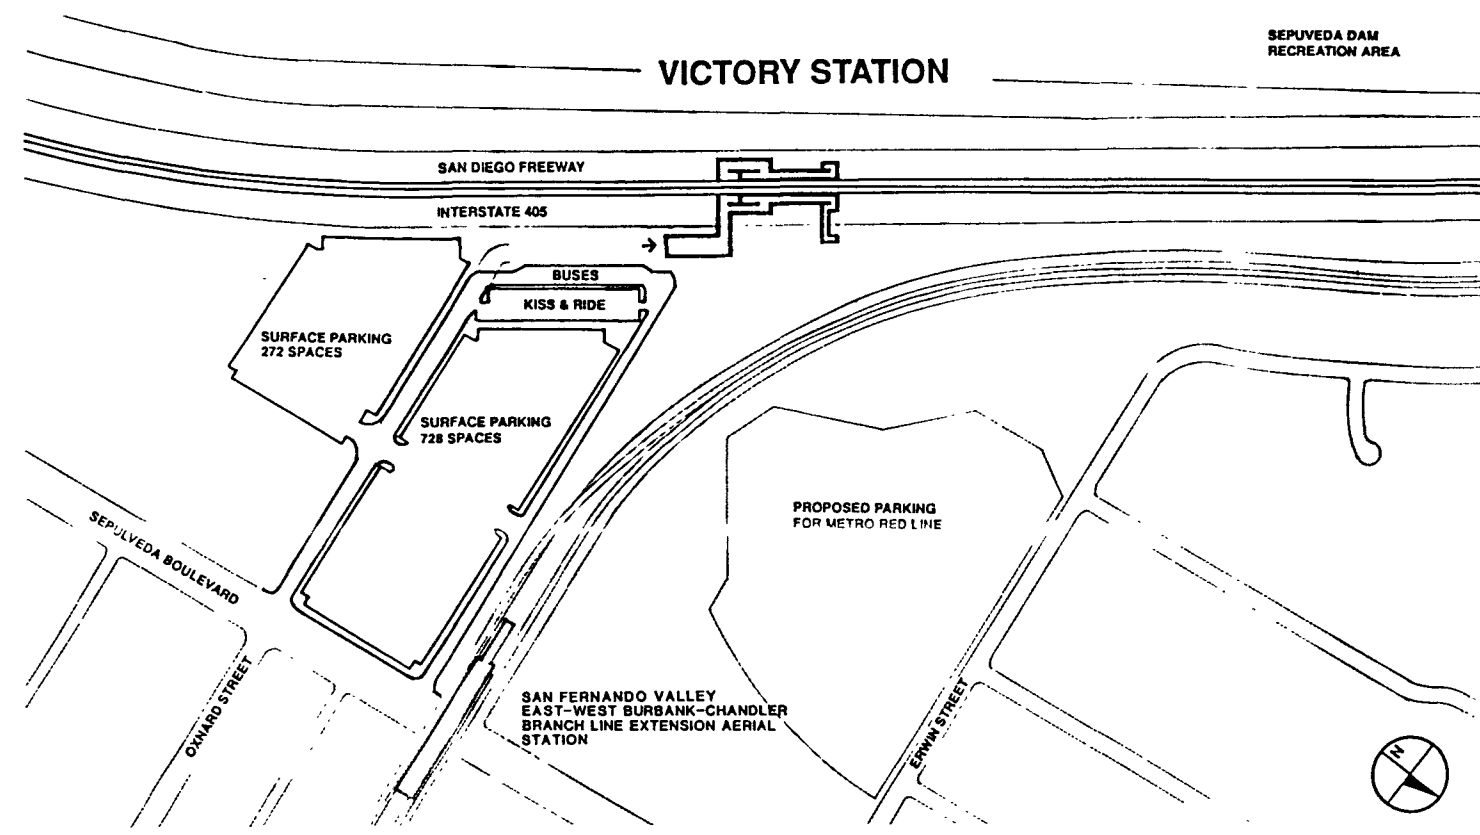 SEPUVEDA DAM
RECREATION AREA
VICTORY STATION
SAN DIEGO FREEWAY
INTERSTATE 405
BUSES
KISS & RIDE
SURFACE PARKING
272 SPACES
SURFACE PARKING
728 SPACES
PROPOSED PARKING
FOR METRO RED LINE
SEPULVEDA BOULEVARD
OXNARD STREET
SAN FERNANDO VALLEY
EAST-WEST BURBANK-CHANDLER
BRANCH LINE EXTENSION AERIAL
STATION
ERWIN STREET
N